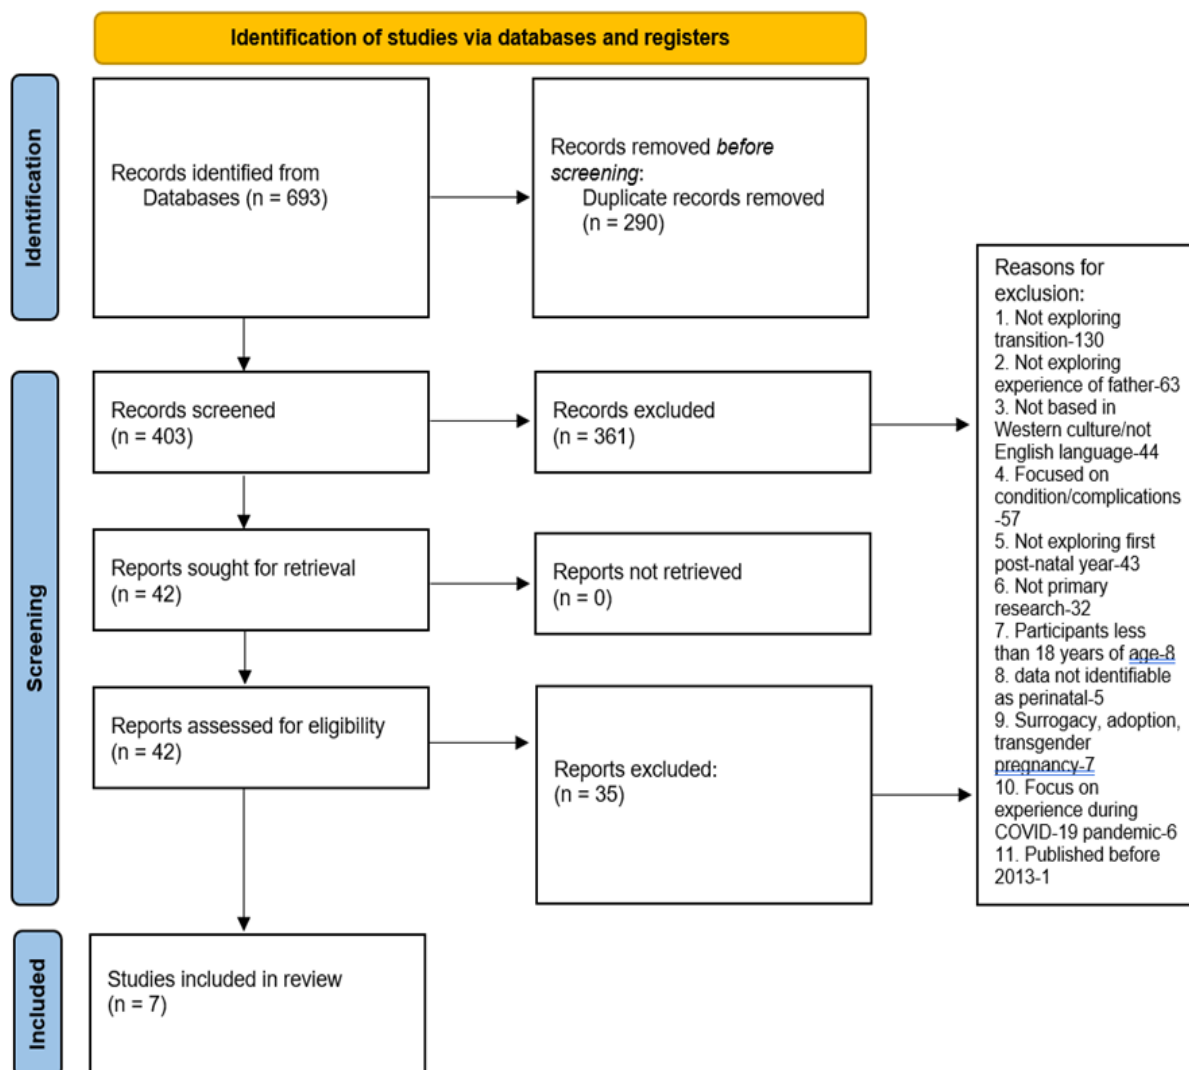 Identification of studies via databases and registers
Identification
Records identified from
Databases (n = 693)
Records removed before
screening:
Duplicate records removed
(n = 290)
Screening
Records screened
(n = 403)
Records excluded
(n = 361)
Reports sought for retrieval
(n = 42)
Reports not retrieved
(n = 0)
Reports assessed for eligibility
(n = 42)
Reports excluded:
(n = 35)
Reasons for
exclusion:
1. Not exploring
transition-130
2. Not exploring
experience of father-63
3. Not based in
Western culture/not
English language-44
4. Focused on
condition/complications
-57
5. Not exploring first
post-natal year-43
6. Not primary
research-32
7. Participants less
than 18 years of age-8
8. data not identifiable
as perinatal-5
9. Surrogacy, adoption,
transgender
pregnancy-7
10. Focus on
experience during
COVID-19 pandemic-6
11. Published before
2013-1
Included
Studies included in review
(n = 7)